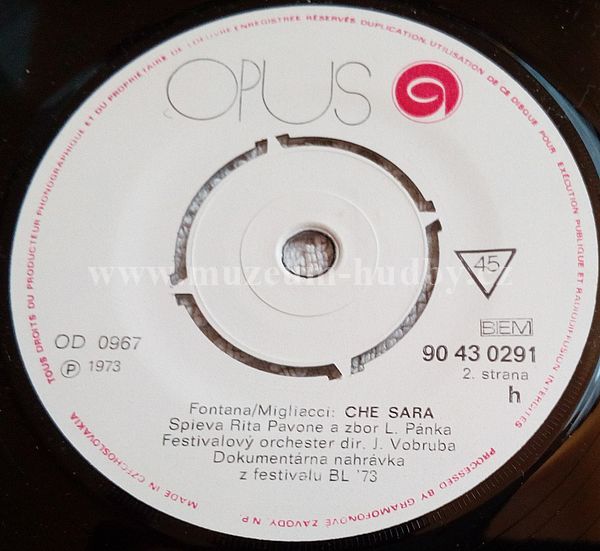 TOUS DROITS DU PRODUCTEUR PHONOGRAPHIQUE ET DU PROPRIETAIRE DE L'OEUVRE ENREGISTREE RÉSERVÉS. DUPLICATION, UTILISATION DE CE DISQUE POUR EXÉCUTION PUBLIQUE ET RADIODIFFUSION INTERDITES
OPUS
www.muzeum-hudby.cz
45
OD 0967
BIEM
℗ 1973
90 43 0291
2. strana
h
Fontana/Migliacci: CHE SARA
Spieva Rita Pavone a zbor L. Pánka
Festivalový orchester dir. J. Vobruba
Dokumentárna nahrávka
z festivalu BL '73
MADE IN CZECHOSLOVAKIA
PROCESSED BY GRAMOFONOVÉ ZÁVODY, N.P.